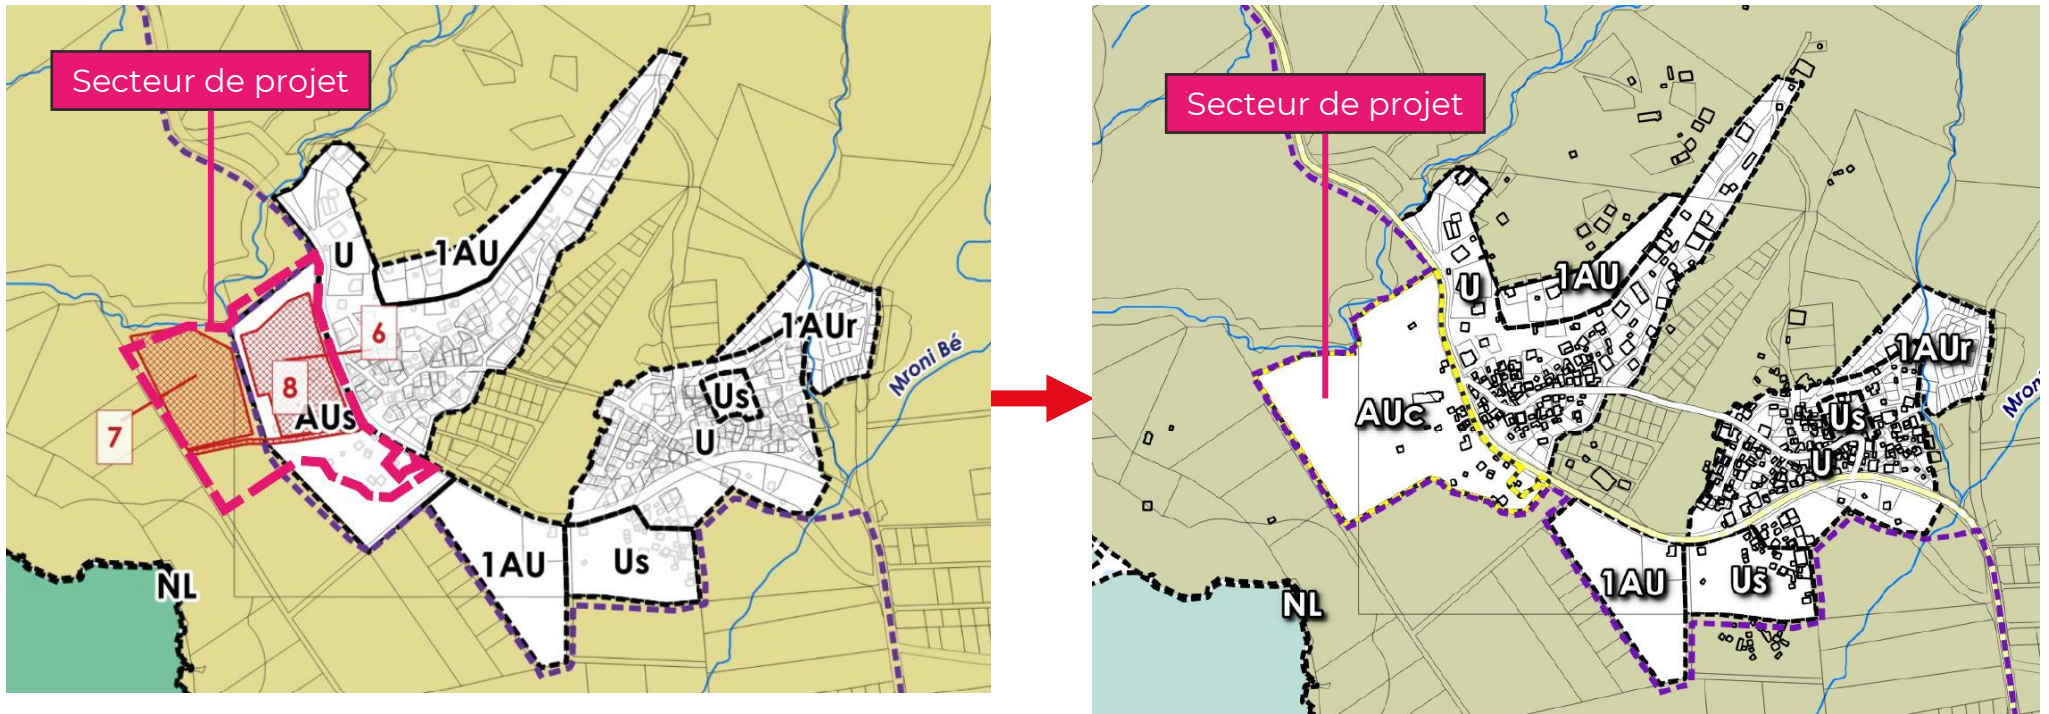 Secteur de projet
U
1AU
6
1AUr
8
Us
7
AUs
U
Mroni Bé
1AU
Us
NL
Secteur de projet
U
1AU
1AUr
AUc
Us
U
Mroni
1AU
Us
NL